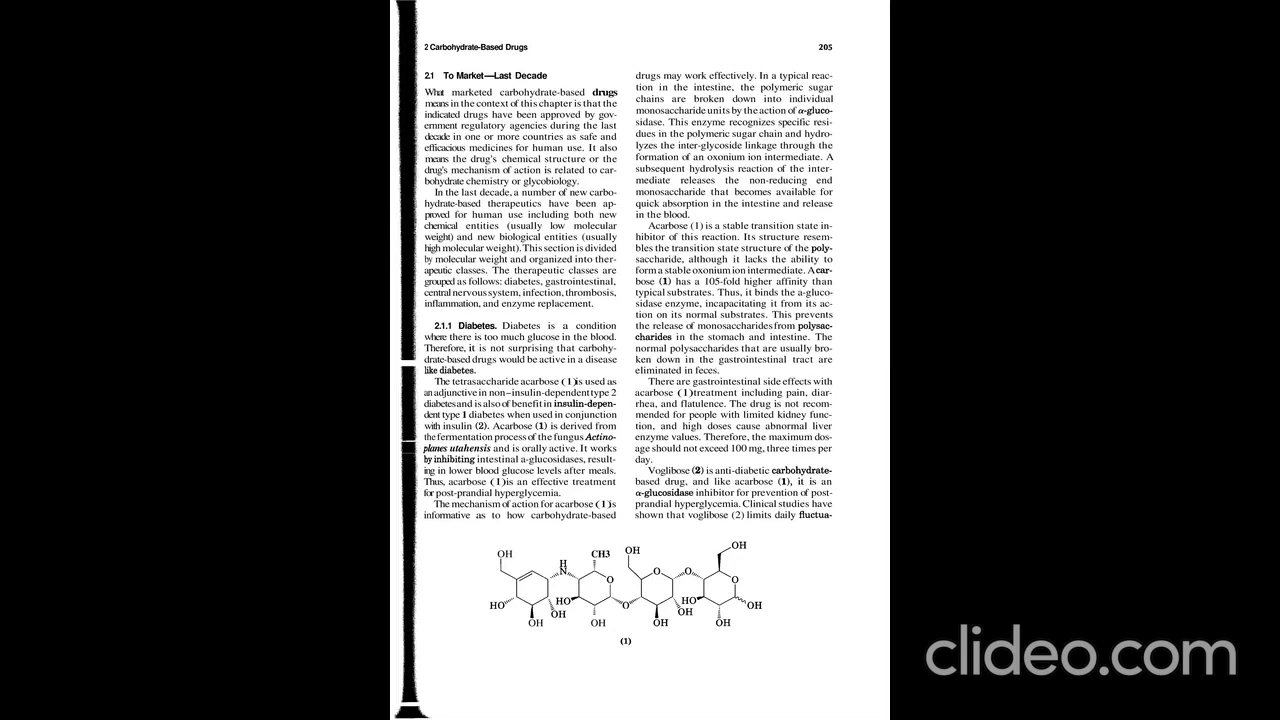 2 Carbohydrate-Based Drugs
205
2.1 To Market—Last Decade
What marketed carbohydrate-based drugs
means in the context of this chapter is that the
indicated drugs have been approved by gov-
ernment regulatory agencies during the last
decade in one or more countries as safe and
efficacious medicines for human use. It also
means the drug's chemical structure or the
drug's mechanism of action is related to car-
bohydrate chemistry or glycobiology.
In the last decade, a number of new carbo-
hydrate-based therapeutics have been ap-
proved for human use including both new
chemical entities (usually low molecular
weight) and new biological entities (usually
high molecular weight). This section is divided
by molecular weight and organized into ther-
apeutic classes. The therapeutic classes are
grouped as follows: diabetes, gastrointestinal,
central nervous system, infection, thrombosis,
inflammation, and enzyme replacement.
2.1.1 Diabetes. Diabetes is a condition
where there is too much glucose in the blood.
Therefore, it is not surprising that carbohy-
drate-based drugs would be active in a disease
like diabetes.
The tetrasaccharide acarbose (1) is used as
an adjunctive in non–insulin-dependent type 2
diabetes and is also of benefit in insulin-depen-
dent type 1 diabetes when used in conjunction
with insulin (2). Acarbose (1) is derived from
the fermentation process of the fungus Actino-
planes utahensis and is orally active. It works
by inhibiting intestinal a-glucosidases, result-
ing in lower blood glucose levels after meals.
Thus, acarbose (1) is an effective treatment
for post-prandial hyperglycemia.
The mechanism of action for acarbose (1) is
informative as to how carbohydrate-based
drugs may work effectively. In a typical reac-
tion in the intestine, the polymeric sugar
chains are broken down into individual
monosaccharide units by the action of α-gluco-
sidase. This enzyme recognizes specific resi-
dues in the polymeric sugar chain and hydro-
lyzes the inter-glycoside linkage through the
formation of an oxonium ion intermediate. A
subsequent hydrolysis reaction of the inter-
mediate releases the non-reducing end
monosaccharide that becomes available for
quick absorption in the intestine and release
in the blood.
Acarbose (1) is a stable transition state in-
hibitor of this reaction. Its structure resem-
bles the transition state structure of the poly-
saccharide, although it lacks the ability to
form a stable oxonium ion intermediate. Acar-
bose (1) has a 105-fold higher affinity than
typical substrates. Thus, it binds the a-gluco-
sidase enzyme, incapacitating it from its ac-
tion on its normal substrates. This prevents
the release of monosaccharides from polysac-
charides in the stomach and intestine. The
normal polysaccharides that are usually bro-
ken down in the gastrointestinal tract are
eliminated in feces.
There are gastrointestinal side effects with
acarbose (1) treatment including pain, diar-
rhea, and flatulence. The drug is not recom-
mended for people with limited kidney func-
tion, and high doses cause abnormal liver
enzyme values. Therefore, the maximum dos-
age should not exceed 100 mg, three times per
day.
Voglibose (2) is anti-diabetic carbohydrate-
based drug, and like acarbose (1), it is an
α-glucosidase inhibitor for prevention of post-
prandial hyperglycemia. Clinical studies have
shown that voglibose (2) limits daily fluctua-
OH
H
N
CH3
OH
OH
O
O
O
O
O
HO
OH
OH
HO
OH
OH
OH
HO
OH
OH
(1)
clideo.com